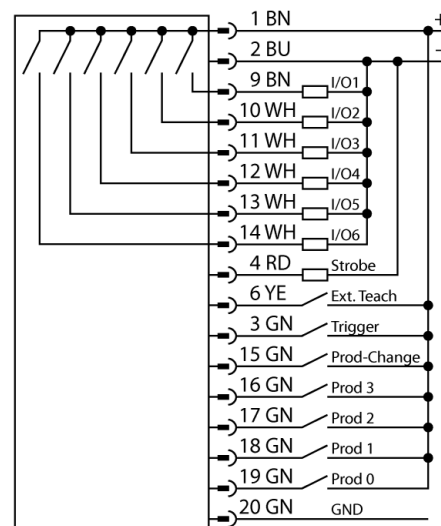 1 BN +
2 BU −
9 BN I/O1
10 WH I/O2
11 WH I/O3
12 WH I/O4
13 WH I/O5
14 WH I/O6
4 RD Strobe
6 YE Ext. Teach
3 GN Trigger
15 GN Prod-Change
16 GN Prod 3
17 GN Prod 2
18 GN Prod 1
19 GN Prod 0
20 GN GND